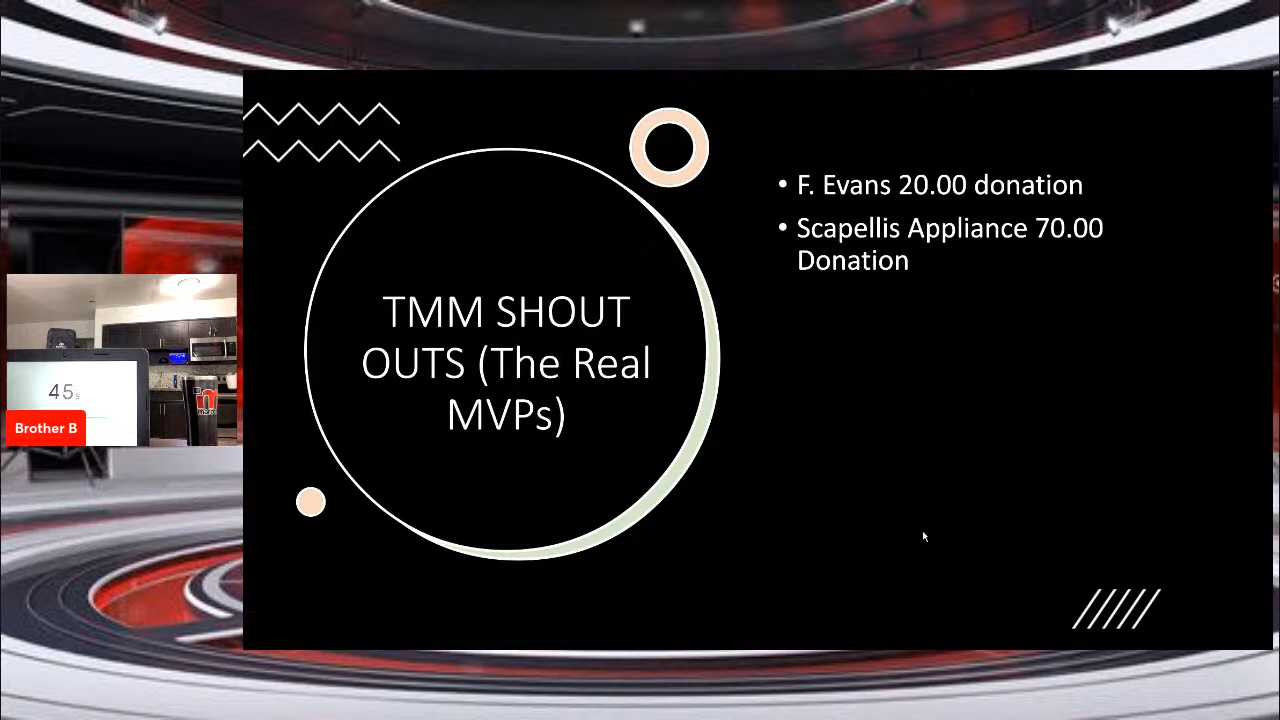 F. Evans 20.00 donation
Scapellis Appliance 70.00
Donation
TMM SHOUT
OUTS (The Real
MVPs)
45s
Brother B